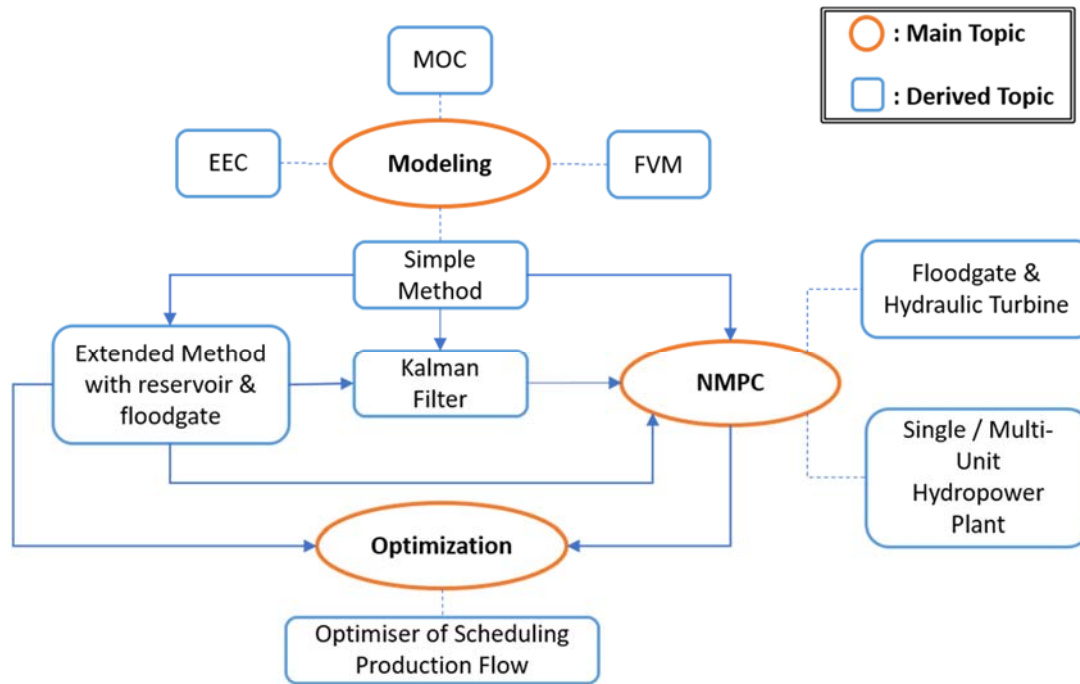 MOC
: Main Topic
: Derived Topic
EEC
Modeling
FVM
Simple
Method
Floodgate &
Hydraulic Turbine
Extended Method
with reservoir &
floodgate
Kalman
Filter
NMPC
Single / Multi-
Unit
Hydropower
Plant
Optimization
Optimiser of Scheduling
Production Flow